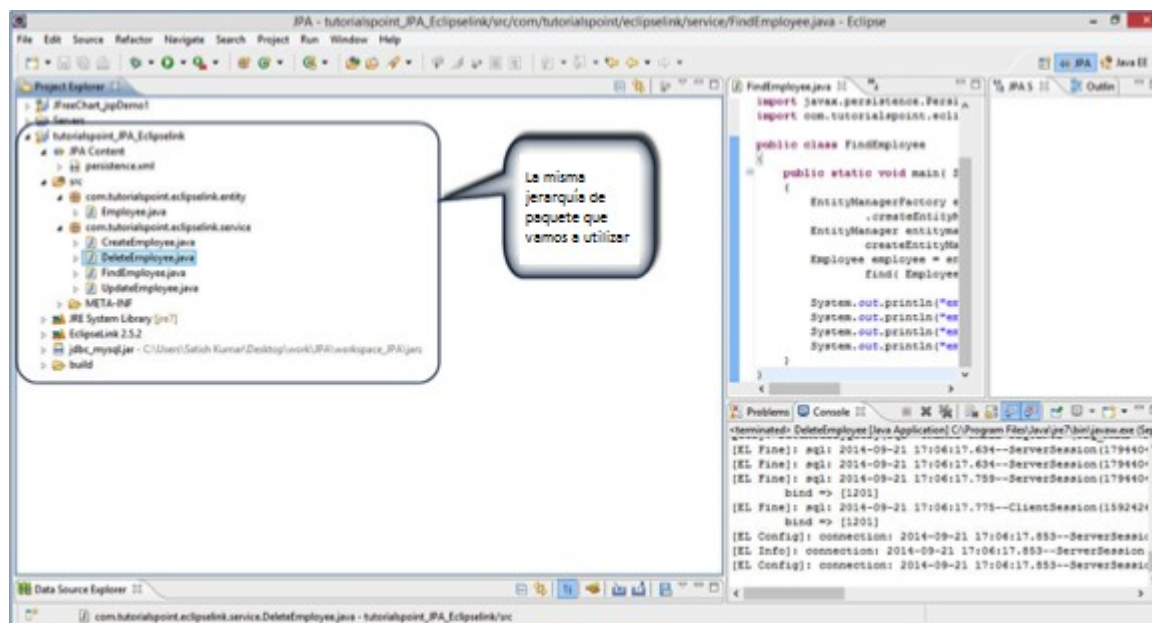 JPA - tutorialspoint_JPA_Eclipselink/src/com/tutorialspoint/eclipselink/service/FindEmployee.java - Eclipse
File Edit Source Refactor Navigate Search Project Run Window Help
JPA Java EE
Project Explorer
JFreeChart_jspDemo1
Servers
tutorialspoint_JPA_Eclipselink
JPA Content
persistence.xml
src
com.tutorialspoint.eclipselink.entity
Employee.java
com.tutorialspoint.eclipselink.service
CreateEmployee.java
DeleteEmployee.java
FindEmployee.java
UpdateEmployee.java
META-INF
JRE System Library [jre7]
EclipseLink 2.5.2
jdbc_mysql.jar - C:\Users\Satish Kumar\Desktop\work\JPA\workspace_JPA\jars
build
La misma
jerarquía de
paquete que
vamos a utilizar
FindEmployee.java
import javax.persistence.Persi
import com.tutorialspoint.ecli
public class FindEmployee
{
public static void main( S
{
EntityManagerFactory e
.createEntityM
EntityManager entityma
createEntityMa
Employee employee = en
find( Employee
System.out.println("em
System.out.println("em
System.out.println("em
System.out.println("em
}
}
JPA S Outlin
Problems Console
<terminated> DeleteEmployee [Java Application] C:\Program Files\Java\jre7\bin\javaw.exe (Sep
[EL Fine]: sql: 2014-09-21 17:06:17.634--ServerSession(1794404
[EL Fine]: sql: 2014-09-21 17:06:17.634--ServerSession(1794404
[EL Fine]: sql: 2014-09-21 17:06:17.759--ServerSession(1794404
bind => [1201]
[EL Fine]: sql: 2014-09-21 17:06:17.775--ClientSession(1592424
bind => [1201]
[EL Config]: connection: 2014-09-21 17:06:17.853--ServerSessic
[EL Info]: connection: 2014-09-21 17:06:17.853--ServerSession
[EL Config]: connection: 2014-09-21 17:06:17.853--ServerSessic
Data Source Explorer
com.tutorialspoint.eclipselink.service.DeleteEmployee.java - tutorialspoint_JPA_Eclipselink/src